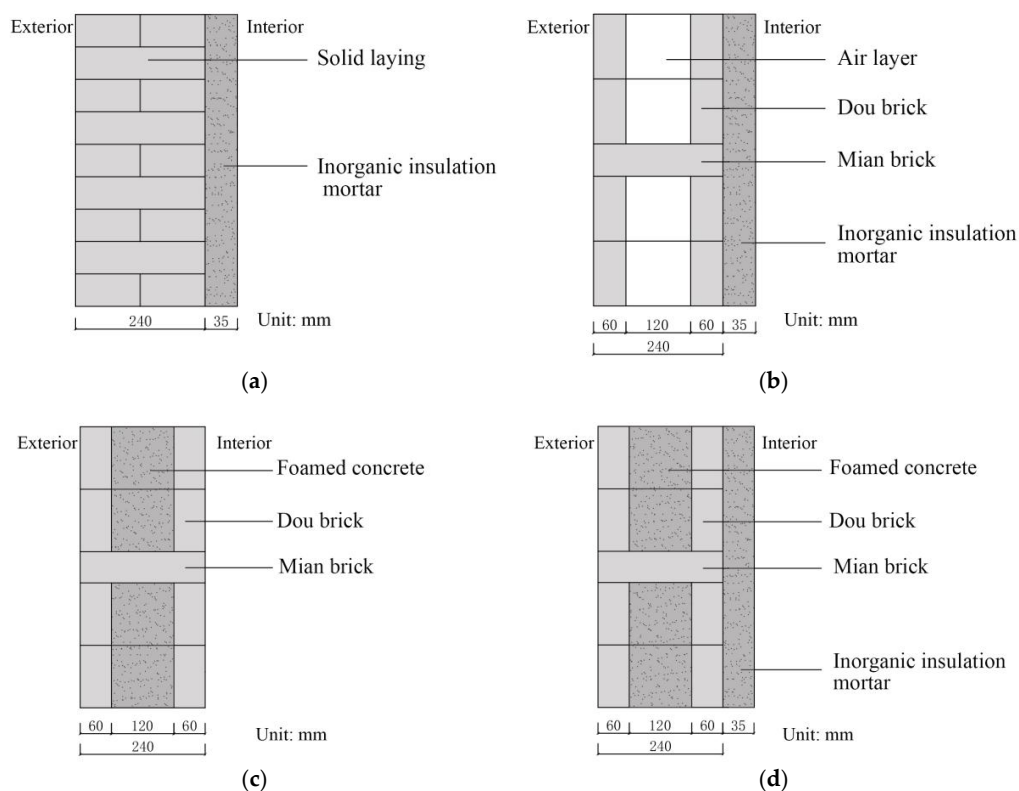 Exterior
Interior
Solid laying
Inorganic insulation
mortar
240
35
Unit: mm
(a)
Exterior
Interior
Air layer
Dou brick
Mian brick
Inorganic insulation
mortar
60
120
60
35
Unit: mm
240
(b)
Exterior
Interior
Foamed concrete
Dou brick
Mian brick
60
120
60
Unit: mm
240
(c)
Exterior
Interior
Foamed concrete
Dou brick
Mian brick
Inorganic insulation
mortar
60
120
60
35
Unit: mm
240
(d)